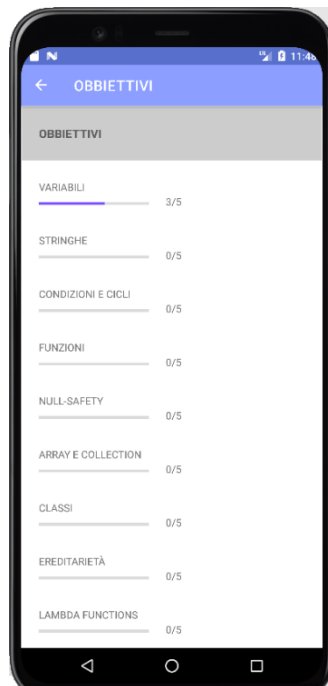 11:48
OBBIETTIVI
OBBIETTIVI
VARIABILI
3/5
STRINGHE
0/5
CONDIZIONI E CICLI
0/5
FUNZIONI
0/5
NULL-SAFETY
0/5
ARRAY E COLLECTION
0/5
CLASSI
0/5
EREDITARIETÀ
0/5
LAMBDA FUNCTIONS
0/5